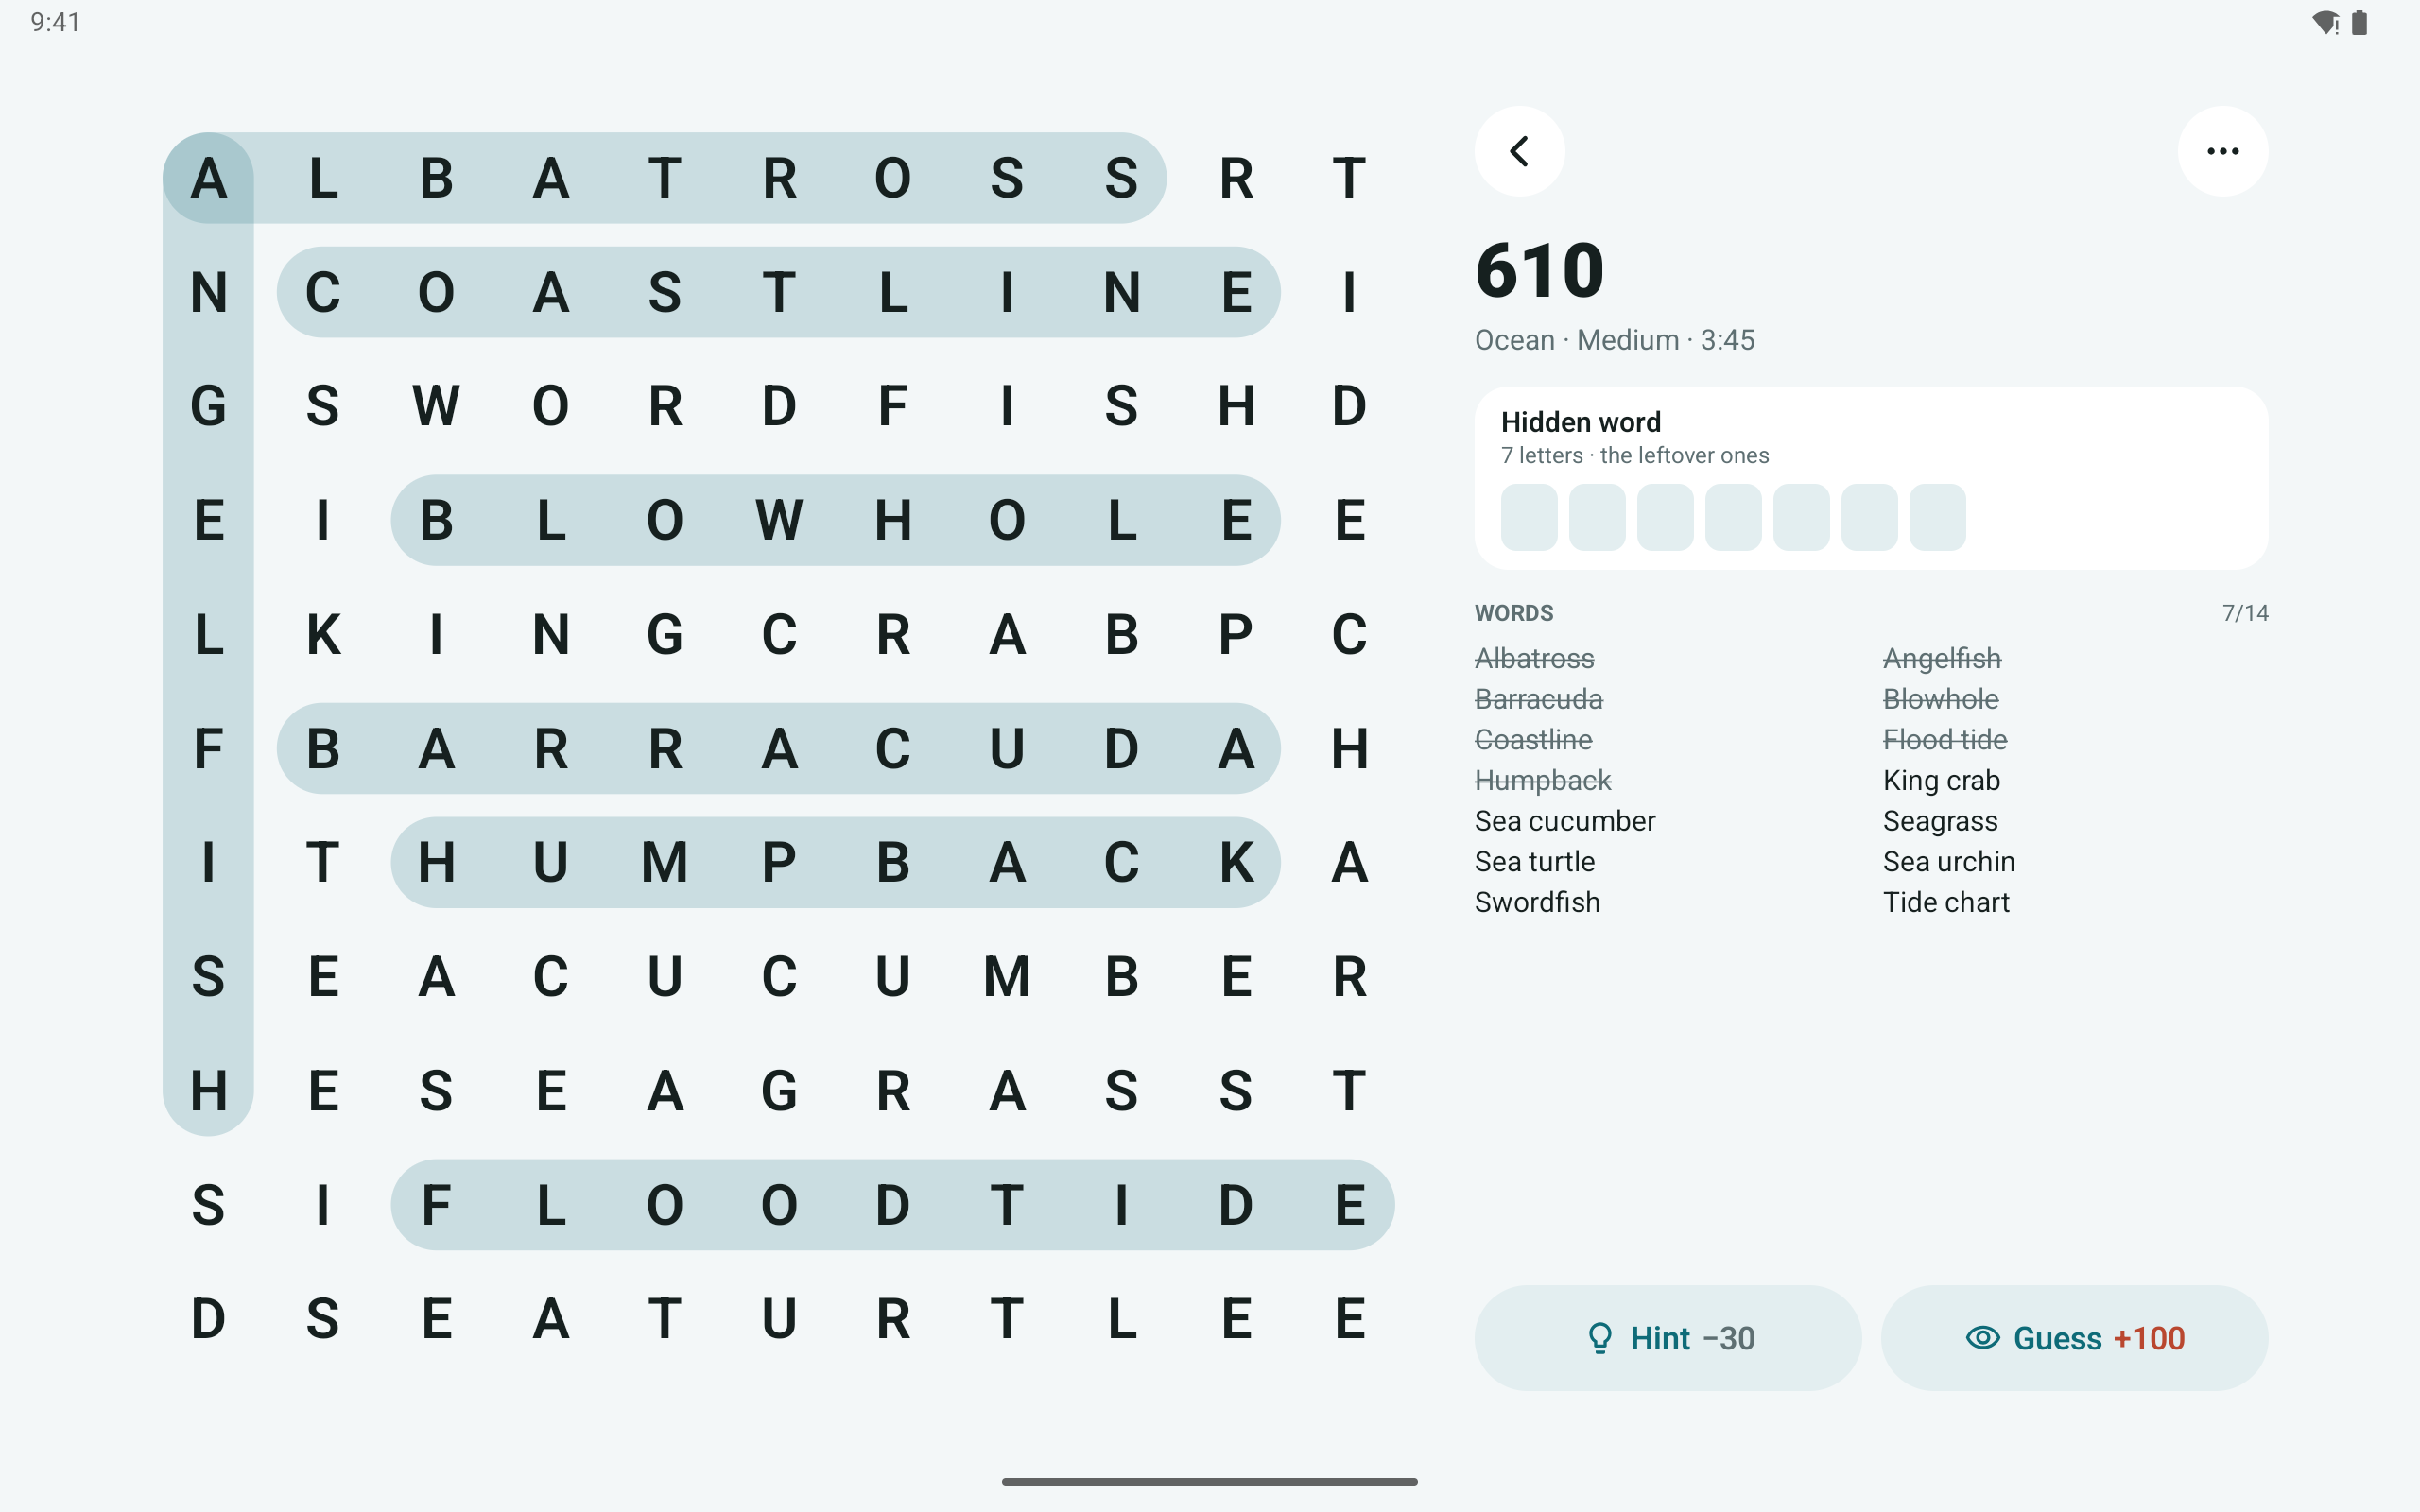 9:41
A L B A T R O S S R T
N C O A S T L I N E I
G S W O R D F I S H D
E I B L O W H O L E E
L K I N G C R A B P C
F B A R R A C U D A H
I T H U M P B A C K A
S E A C U C U M B E R
H E S E A G R A S S T
S I F L O O D T I D E
D S E A T U R T L E E
610
Ocean · Medium · 3:45
Hidden word
7 letters · the leftover ones
WORDS 7/14
Albatross Angelfish
Barracuda Blowhole
Coastline Flood tide
Humpback King crab
Sea cucumber Seagrass
Sea turtle Sea urchin
Swordfish Tide chart
Hint −30
Guess +100